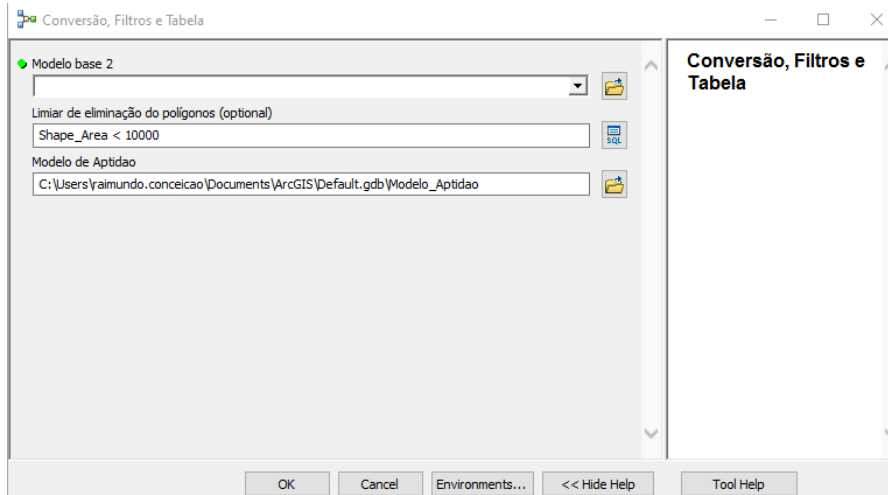 Conversão, Filtros e Tabela
Modelo base 2
Limiar de eliminação do polígonos (optional)
SQL
Shape_Area < 10000
Modelo de Aptidao
C:\Users\raimundo.conceicao\Documents\ArcGIS\Default.gdb\Modelo_Aptidao
Conversão, Filtros e
Tabela
OK
Cancel
Environments...
<< Hide Help
Tool Help